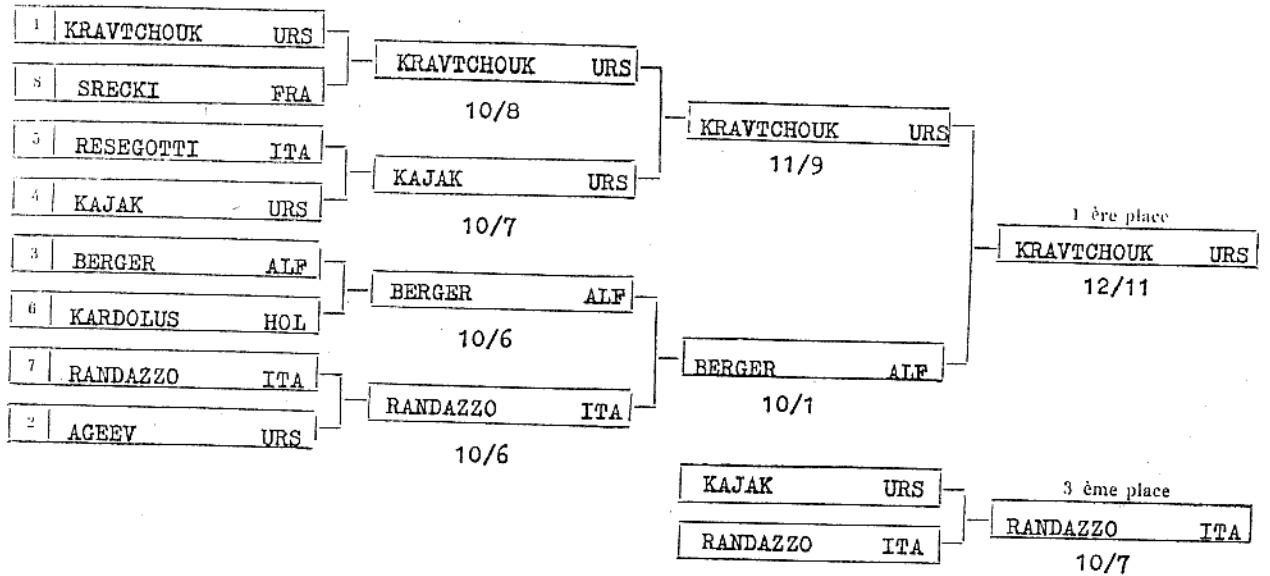 1 KRAVTCHOUK URS
8 SRECKI FRA
5 RESEGOTTI ITA
4 KAJAK URS
3 BERGER ALF
6 KARDOLUS HOL
7 RANDAZZO ITA
2 AGEEV URS
KRAVTCHOUK URS
10/8
KAJAK URS
10/7
BERGER ALF
10/6
RANDAZZO ITA
10/6
KRAVTCHOUK URS
11/9
BERGER ALF
10/1
1 ère place
KRAVTCHOUK URS
12/11
KAJAK URS
RANDAZZO ITA
3 ème place
RANDAZZO ITA
10/7